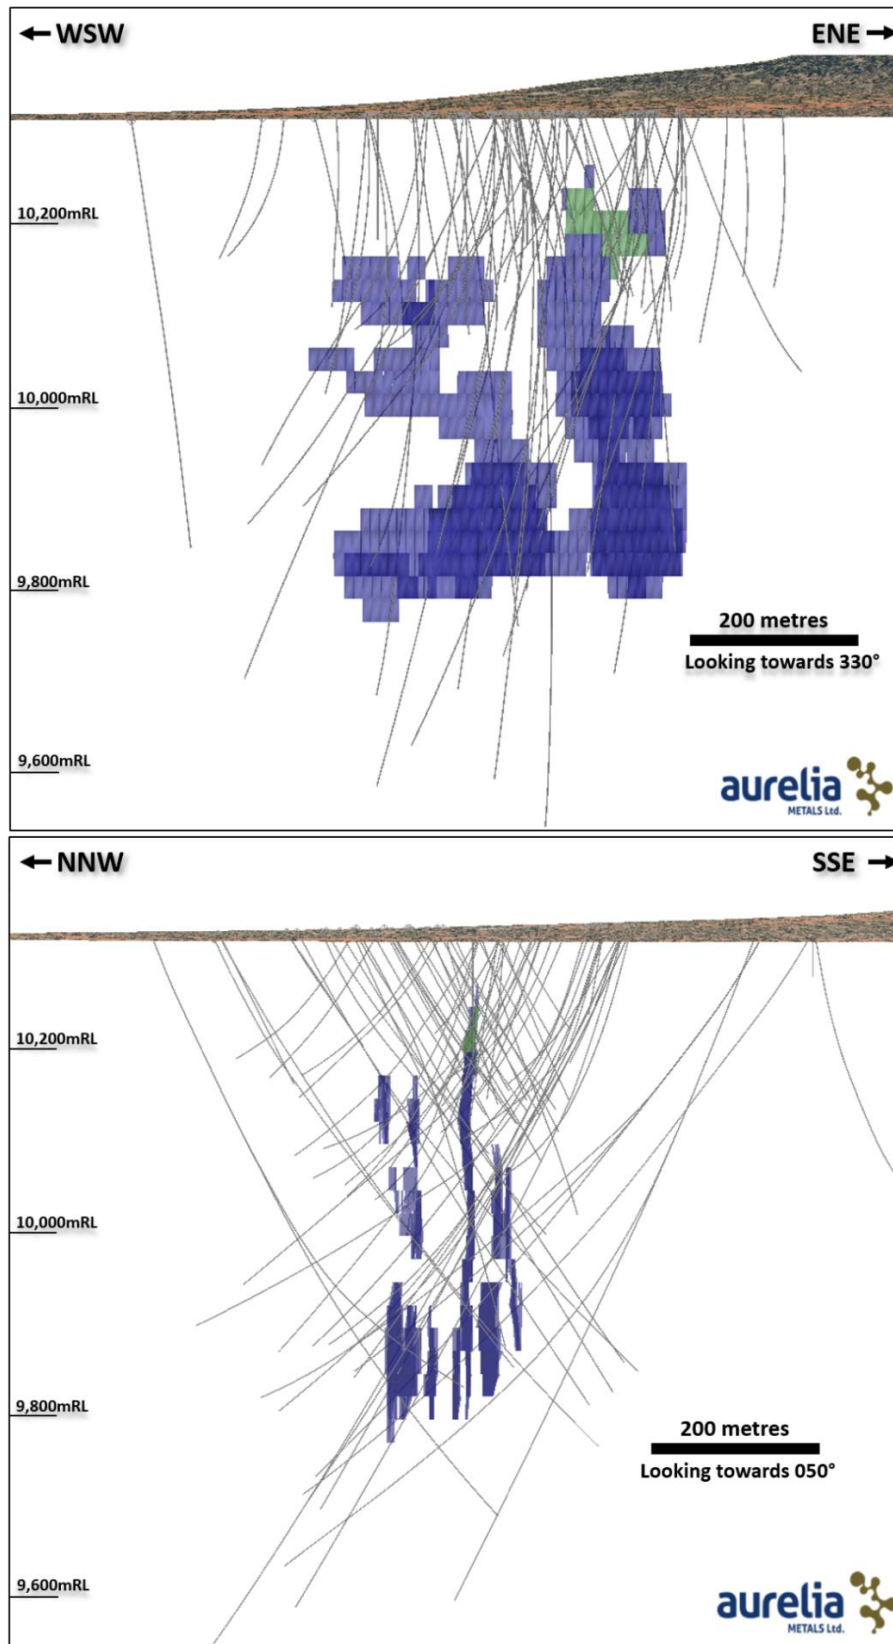 ← WSW ENE →
10,200mRL
10,000mRL
9,800mRL
200 metres
Looking towards 330°
9,600mRL
aurelia
METALS Ltd.
← NNW SSE →
10,200mRL
10,000mRL
9,800mRL
200 metres
Looking towards 050°
9,600mRL
aurelia
METALS Ltd.